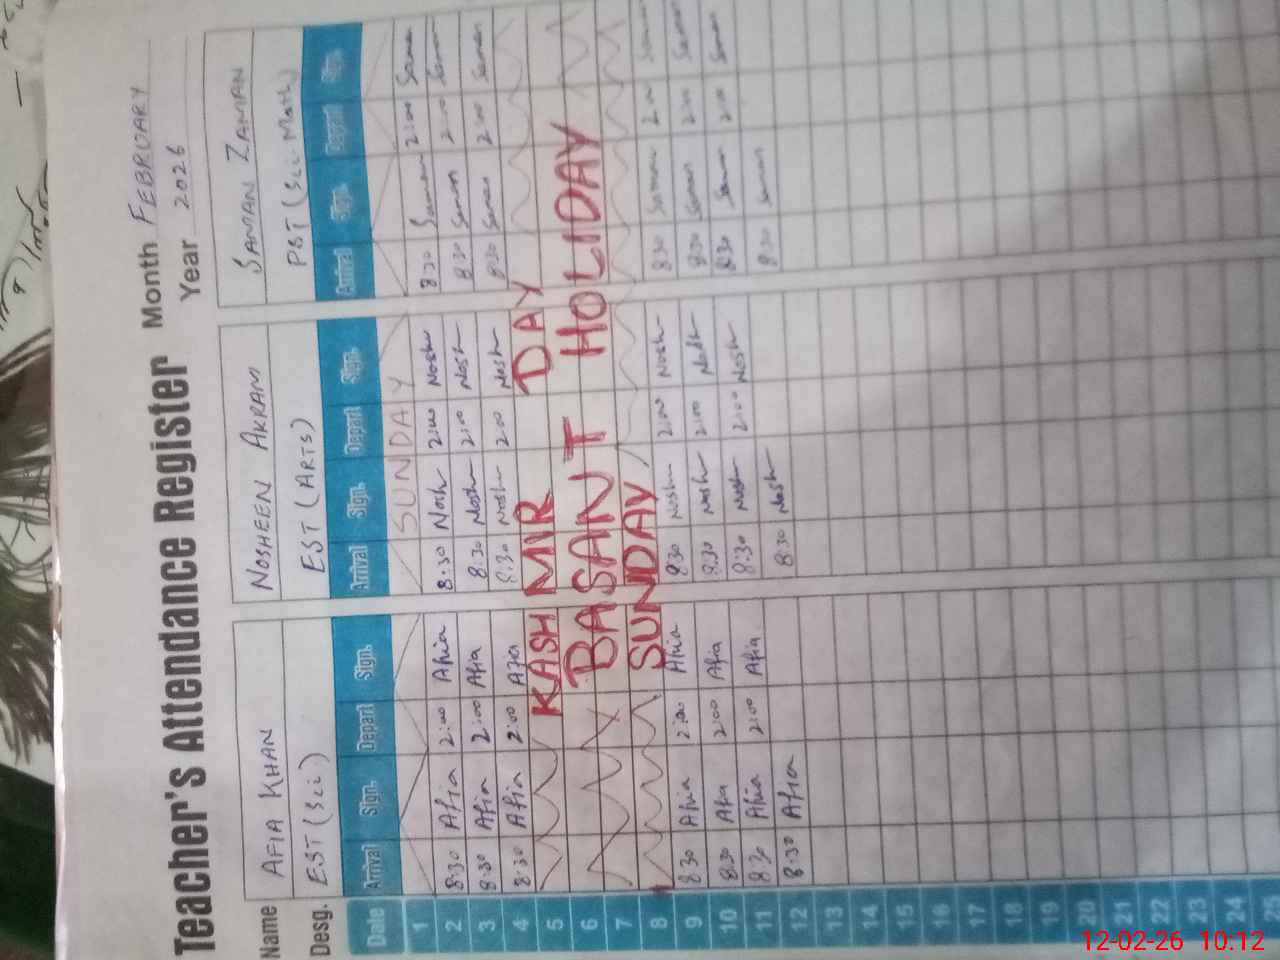 Teacher's Attendance Register Month FEBRUARY
Year 2026
Name AFIA KHAN NOSHEEN AKRAM SAMAN ZAMAN
Desg. EST (Sci) EST (ARTS) PST (Sci Math)
Date Arrival Sign. Depart Sign. Arrival Sign. Depart Sign. Arrival Sign. Depart Sign.
1 SUNDAY
2 8:30 Afia 2:00 Afia 8:30 Nosh 2:00 Nosh 8:30 Saman 2:00 Saman
3 8:30 Afia 2:00 Afia 8:30 Nosh 2:00 Nosh 8:30 Saman 2:00 Saman
4 8:30 Afia 2:00 Afia 8:30 Nosh 2:00 Nosh 8:30 Saman 2:00 Saman
5 KASHMIR DAY
6 BASANT HOLIDAY
7
8 SUNDAY
9 8:30 Afia 2:00 Afia 8:30 Nosh 2:00 Nosh 8:30 Saman 2:00 Saman
10 8:30 Afia 2:00 Afia 8:30 Nosh 2:00 Nosh 8:30 Saman 2:00 Saman
11 8:30 Afia 2:00 Afia 8:30 Nosh 2:00 Nosh 8:30 Saman 2:00 Saman
12 8:30 Afia 8:30 Nosh 8:30 Saman
13
14
15
16
17
18
19
20
21
22
23
24
25
12-02-26 10:12